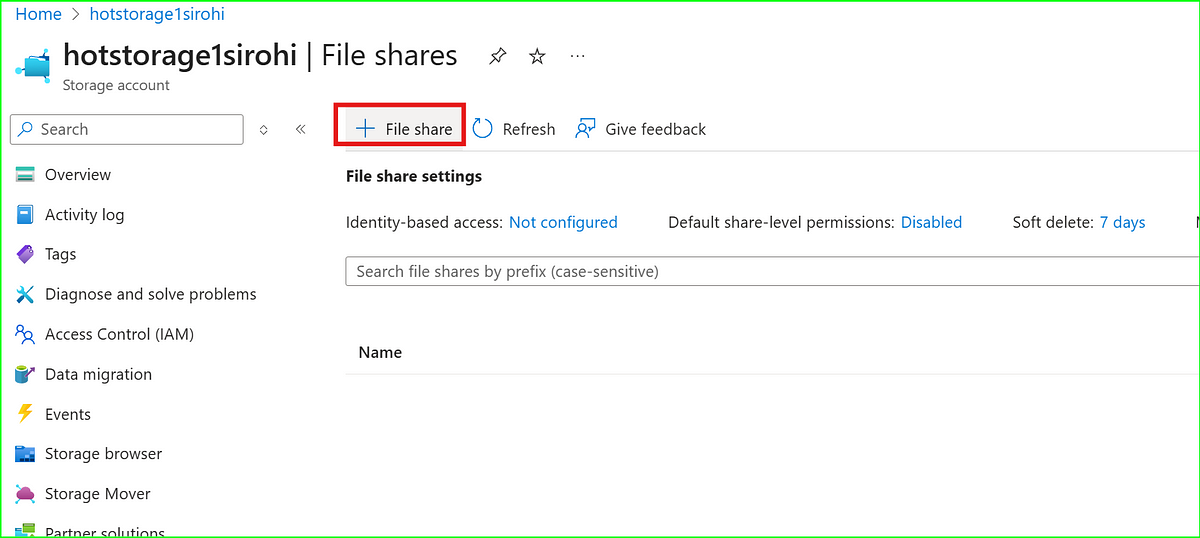 Home > hotstorage1sirohi
hotstorage1sirohi | File shares
Storage account
Search
File share
Refresh
Give feedback
Overview
Activity log
Tags
Diagnose and solve problems
Access Control (IAM)
Data migration
Events
Storage browser
Storage Mover
Partner solutions
File share settings
Identity-based access: Not configured
Default share-level permissions: Disabled
Soft delete: 7 days
Search file shares by prefix (case-sensitive)
Name